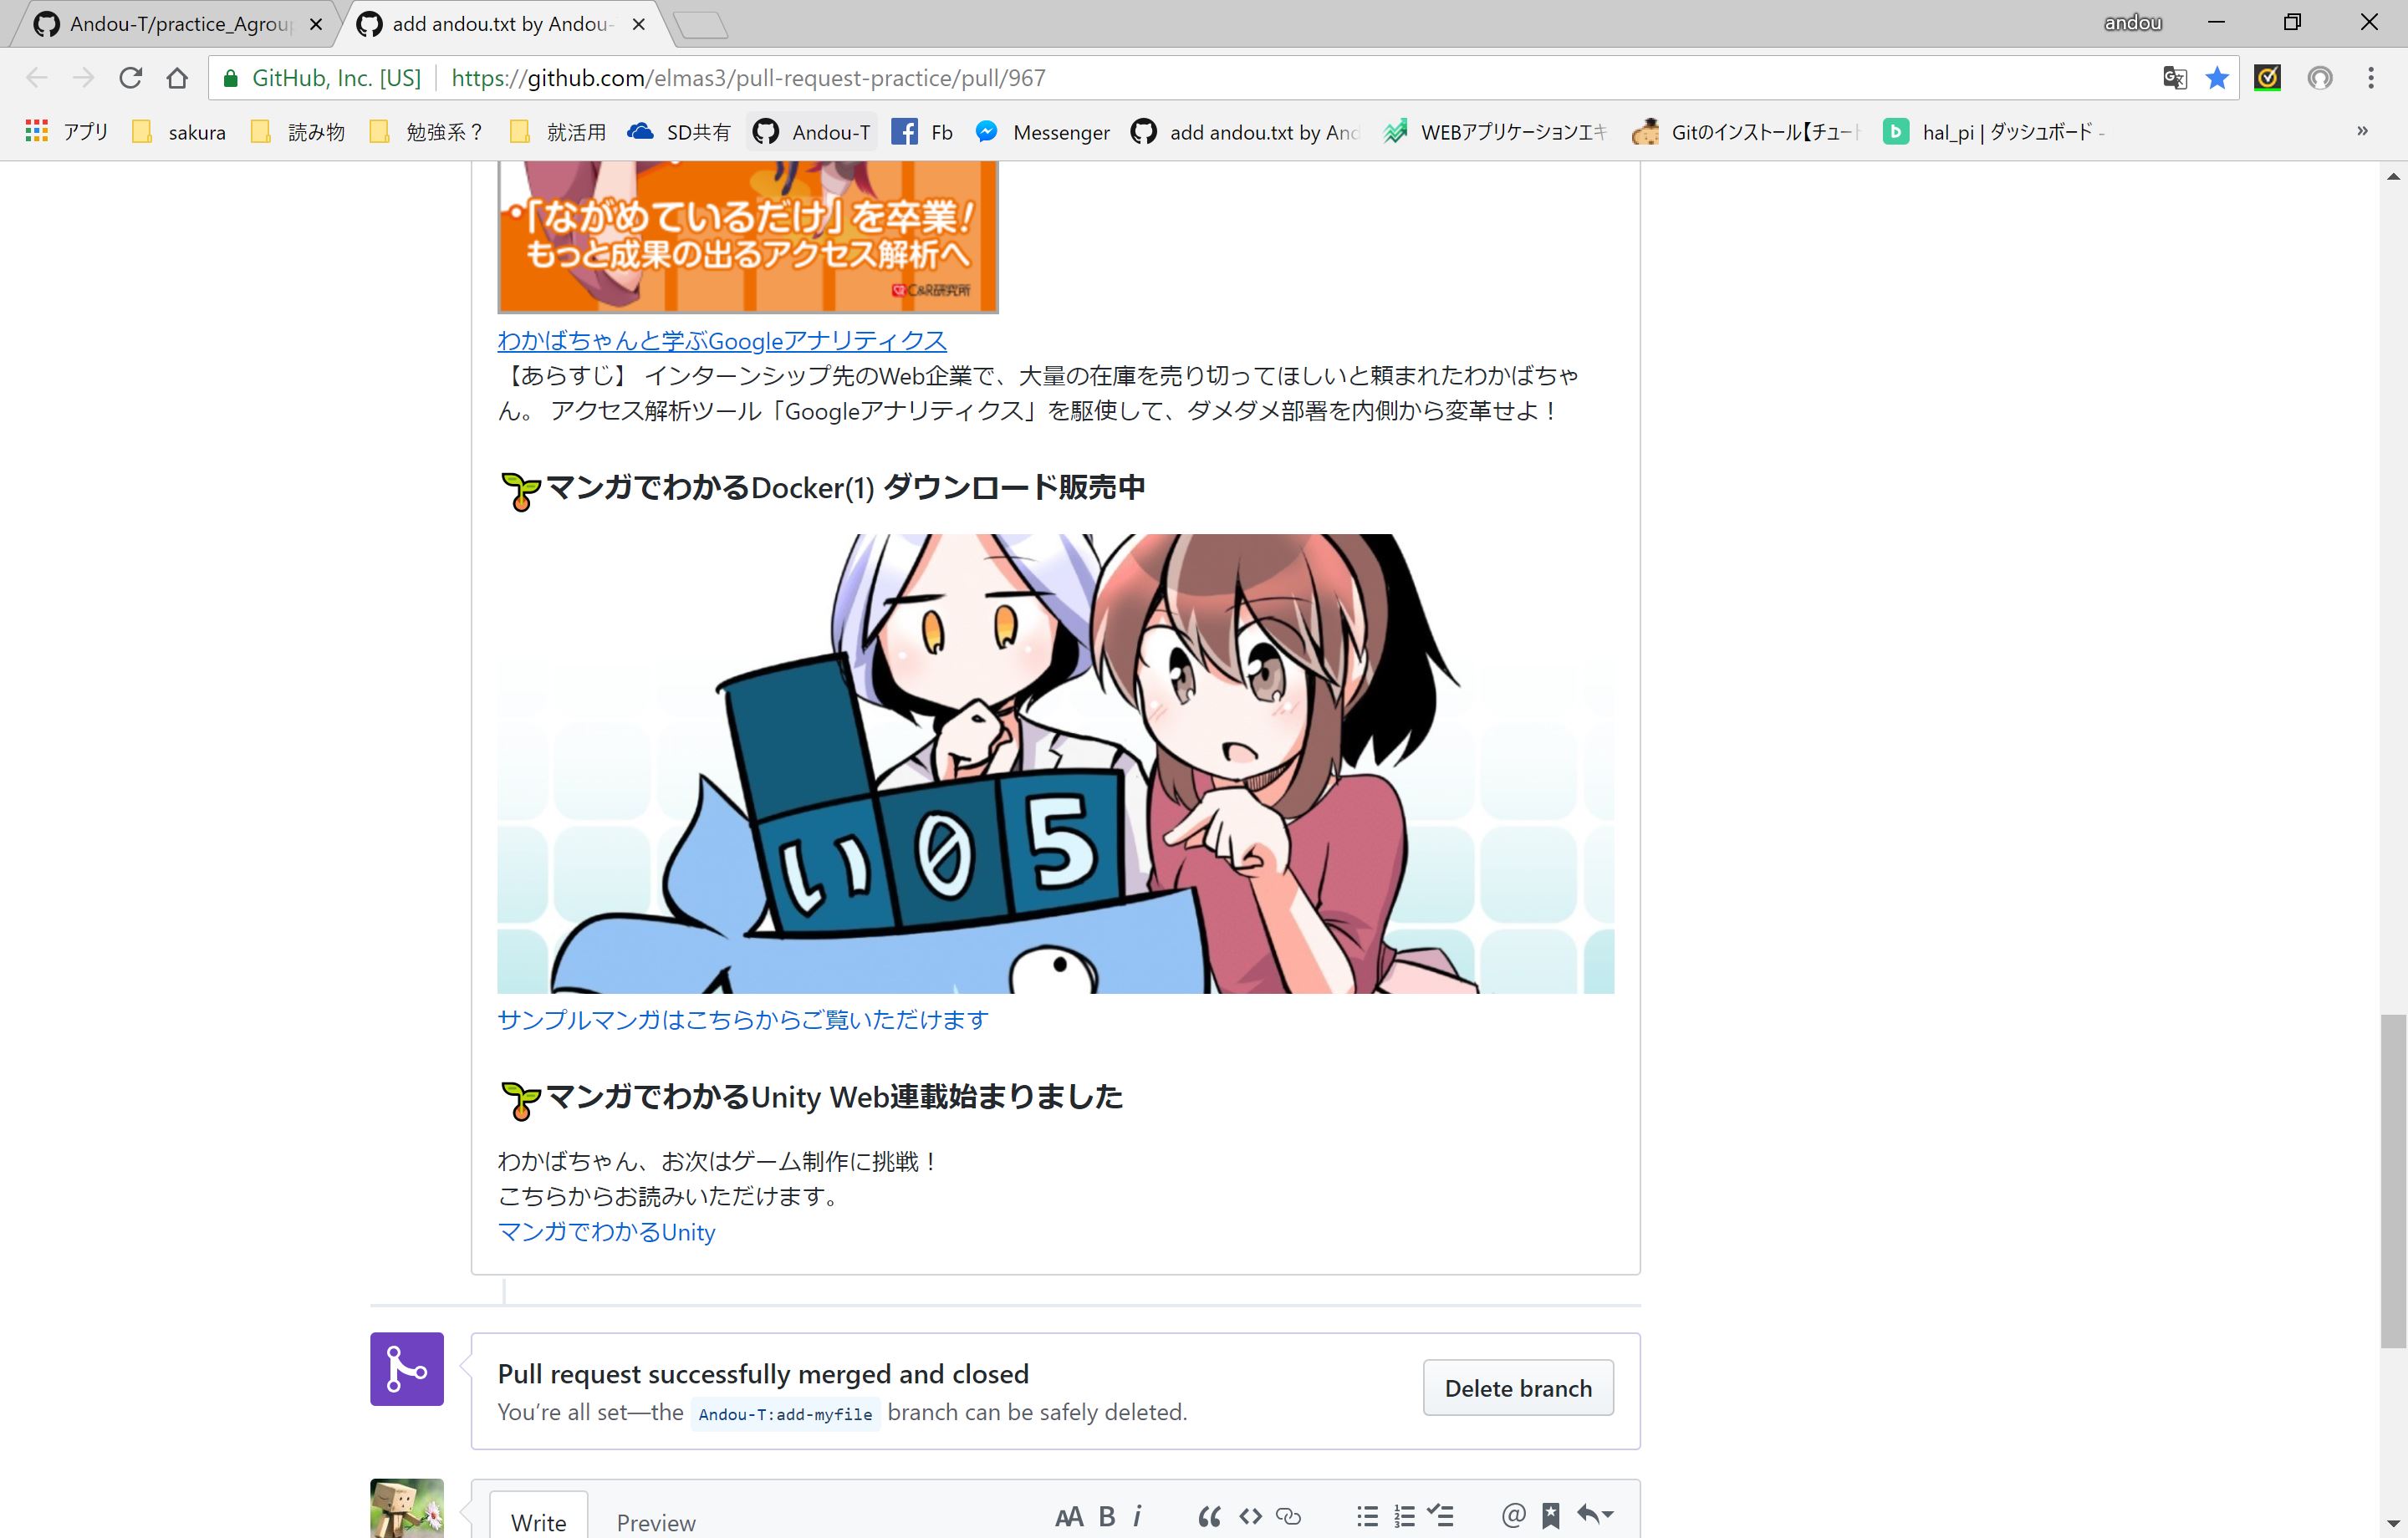 Andou-T/practice_Agroup
add andou.txt by Andou-
andou
GitHub, Inc. [US] https://github.com/elmas3/pull-request-practice/pull/967
アプリ sakura 読み物 勉強系？ 就活用 SD共有 Andou-T Fb Messenger add andou.txt by And WEBアプリケーションエキ Gitのインストール【チュート hal_pi | ダッシュボード - »
「ながめているだけ」を卒業!
もっと成果の出るアクセス解析へ
C&R研究所
わかばちゃんと学ぶGoogleアナリティクス
【あらすじ】 インターンシップ先のWeb企業で、大量の在庫を売り切ってほしいと頼まれたわかばちゃ
ん。 アクセス解析ツール「Googleアナリティクス」を駆使して、ダメダメ部署を内側から変革せよ！
マンガでわかるDocker(1) ダウンロード販売中
い 0 5
サンプルマンガはこちらからご覧いただけます
マンガでわかるUnity Web連載始まりました
わかばちゃん、お次はゲーム制作に挑戦！
こちらからお読みいただけます。
マンガでわかるUnity
Pull request successfully merged and closed
You’re all set—the Andou-T:add-myfile branch can be safely deleted.
Delete branch
Write Preview